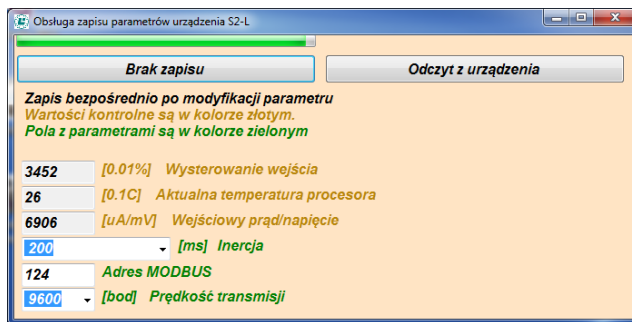 Obsługa zapisu parametrów urządzenia S2-L
Brak zapisu Odczyt z urządzenia
Zapis bezpośrednio po modyfikacji parametru
Wartości kontrolne są w kolorze złotym.
Pola z parametrami są w kolorze zielonym
3452 [0.01%] Wysterowanie wejścia
26 [0.1C] Aktualna temperatura procesora
6906 [uA/mV] Wejściowy prąd/napięcie
200 [ms] Inercja
124 Adres MODBUS
9600 [bod] Prędkość transmisji